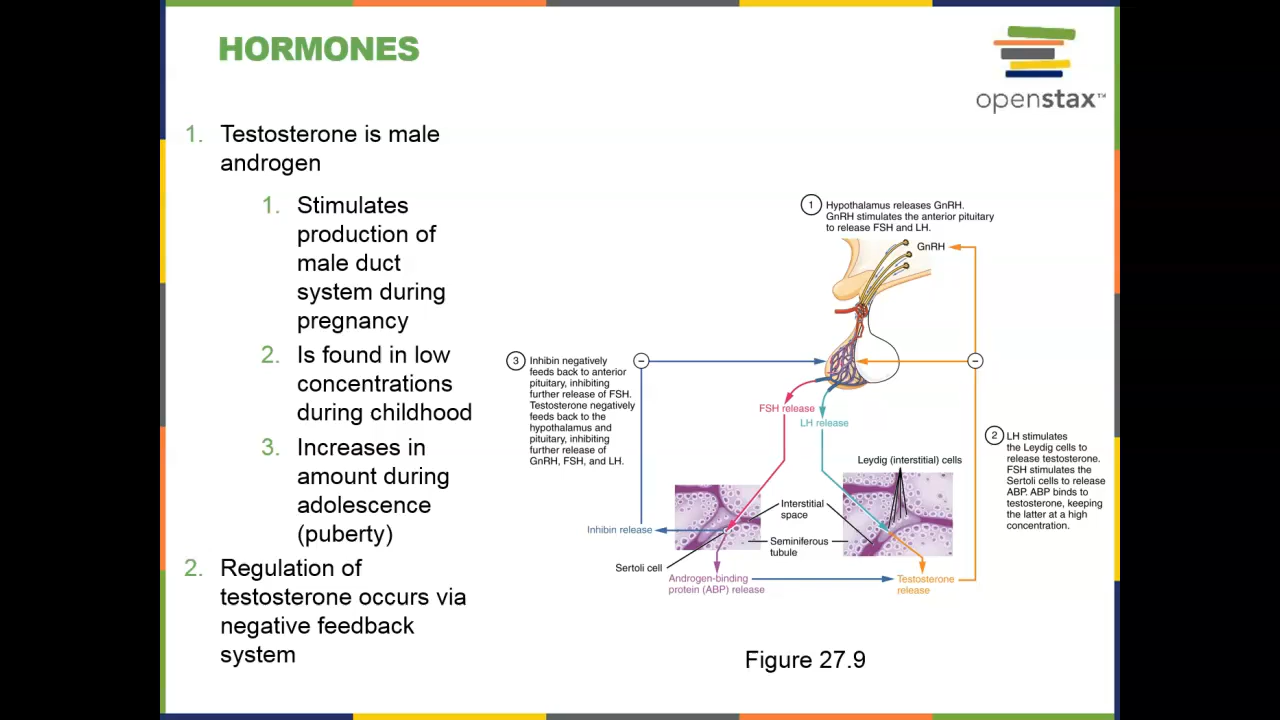 HORMONES
openstax™
1. Testosterone is male
androgen
1. Stimulates
production of
male duct
system during
pregnancy
2. Is found in low
concentrations
during childhood
3. Increases in
amount during
adolescence
(puberty)
2. Regulation of
testosterone occurs via
negative feedback
system
1 Hypothalamus releases GnRH.
GnRH stimulates the anterior pituitary
to release FSH and LH.
GnRH
3 Inhibin negatively
feeds back to anterior
pituitary, inhibiting
further release of FSH.
Testosterone negatively
feeds back to the
hypothalamus and
pituitary, inhibiting
further release of
GnRH, FSH, and LH.
−
−
FSH release
LH release
2 LH stimulates
the Leydig cells to
release testosterone.
FSH stimulates the
Sertoli cells to release
ABP. ABP binds to
testosterone, keeping
the latter at a high
concentration.
Leydig (interstitial) cells
Interstitial
space
Inhibin release
Seminiferous
tubule
Sertoli cell
Androgen-binding
protein (ABP) release
Testosterone
release
Figure 27.9